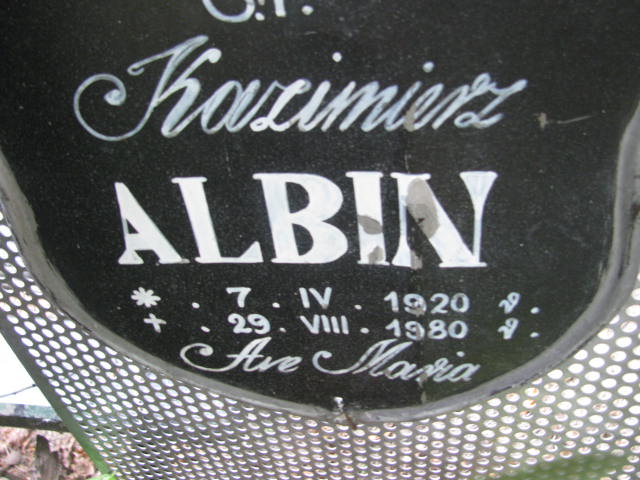 Ś.P.
Kazimierz
ALBIN
* . 7 . IV . 1920 r.
+ . 29 . VIII . 1980 r.
Ave Maria